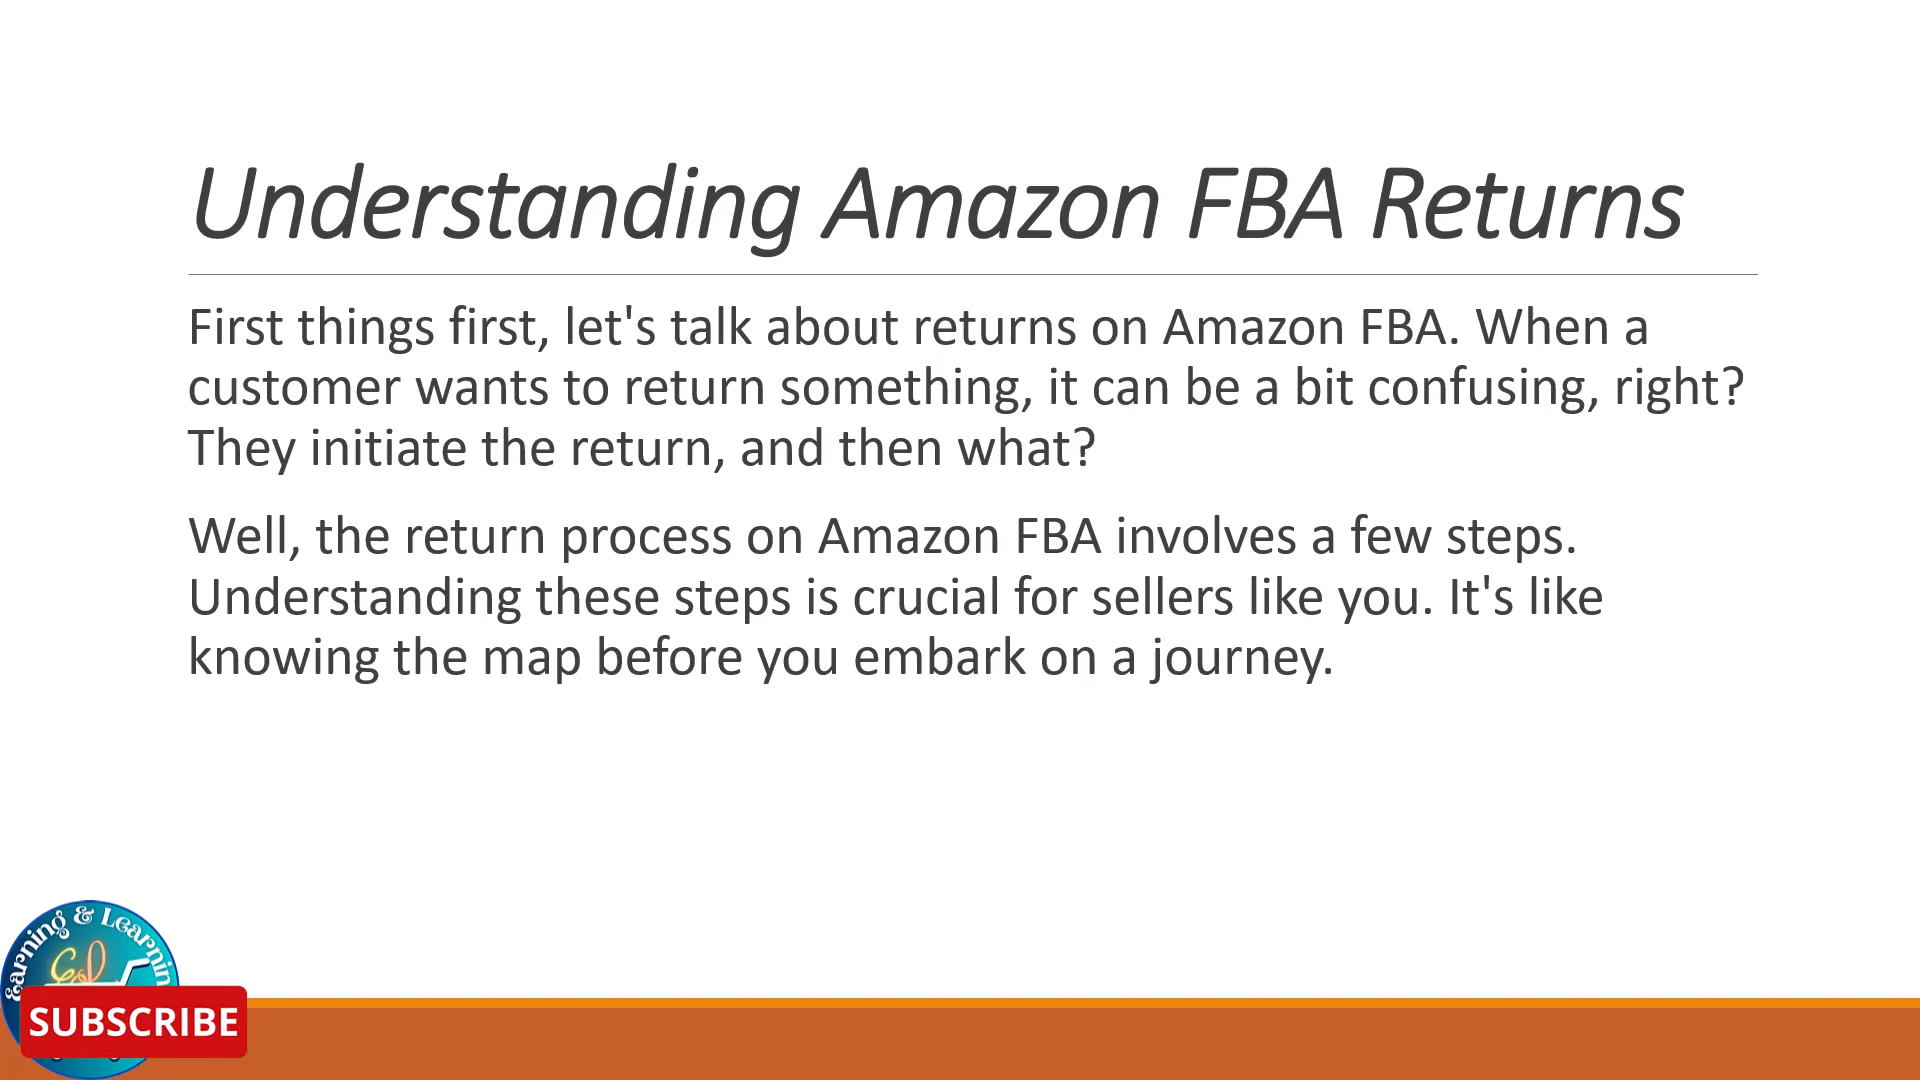 Understanding Amazon FBA Returns
First things first, let's talk about returns on Amazon FBA. When a
customer wants to return something, it can be a bit confusing, right?
They initiate the return, and then what?
Well, the return process on Amazon FBA involves a few steps.
Understanding these steps is crucial for sellers like you. It's like
knowing the map before you embark on a journey.
Earning & Learning
SUBSCRIBE